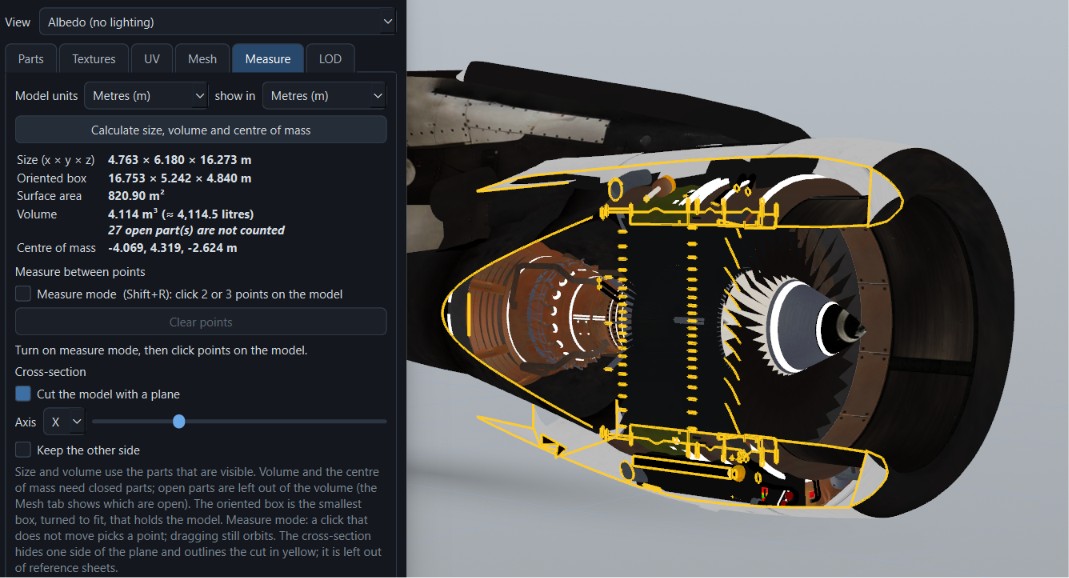 View Albedo (no lighting)
Parts Textures UV Mesh Measure LOD
Model units Metres (m) show in Metres (m)
Calculate size, volume and centre of mass
Size (x × y × z) 4.763 × 6.180 × 16.273 m
Oriented box 16.753 × 5.242 × 4.840 m
Surface area 820.90 m²
Volume 4.114 m³ (≈ 4,114.5 litres)
27 open part(s) are not counted
Centre of mass -4.069, 4.319, -2.624 m
Measure between points
Measure mode (Shift+R): click 2 or 3 points on the model
Clear points
Turn on measure mode, then click points on the model.
Cross-section
Cut the model with a plane
Axis X
Keep the other side
Size and volume use the parts that are visible. Volume and the centre
of mass need closed parts; open parts are left out of the volume (the
Mesh tab shows which are open). The oriented box is the smallest
box, turned to fit, that holds the model. Measure mode: a click that
does not move picks a point; dragging still orbits. The cross-section
hides one side of the plane and outlines the cut in yellow; it is left out
of reference sheets.